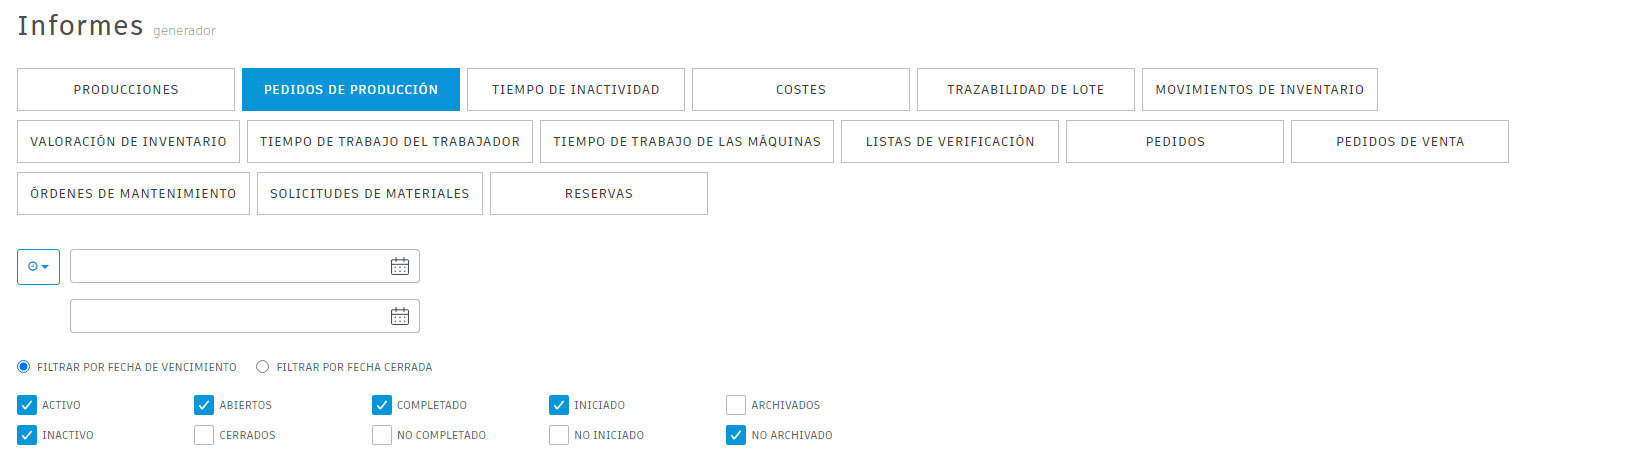 Informes generador
PRODUCCIONES PEDIDOS DE PRODUCCIÓN TIEMPO DE INACTIVIDAD COSTES TRAZABILIDAD DE LOTE MOVIMIENTOS DE INVENTARIO
VALORACIÓN DE INVENTARIO TIEMPO DE TRABAJO DEL TRABAJADOR TIEMPO DE TRABAJO DE LAS MÁQUINAS LISTAS DE VERIFICACIÓN PEDIDOS PEDIDOS DE VENTA
ÓRDENES DE MANTENIMIENTO SOLICITUDES DE MATERIALES RESERVAS
FILTRAR POR FECHA DE VENCIMIENTO FILTRAR POR FECHA CERRADA
ACTIVO ABIERTOS COMPLETADO INICIADO ARCHIVADOS
INACTIVO CERRADOS NO COMPLETADO NO INICIADO NO ARCHIVADO